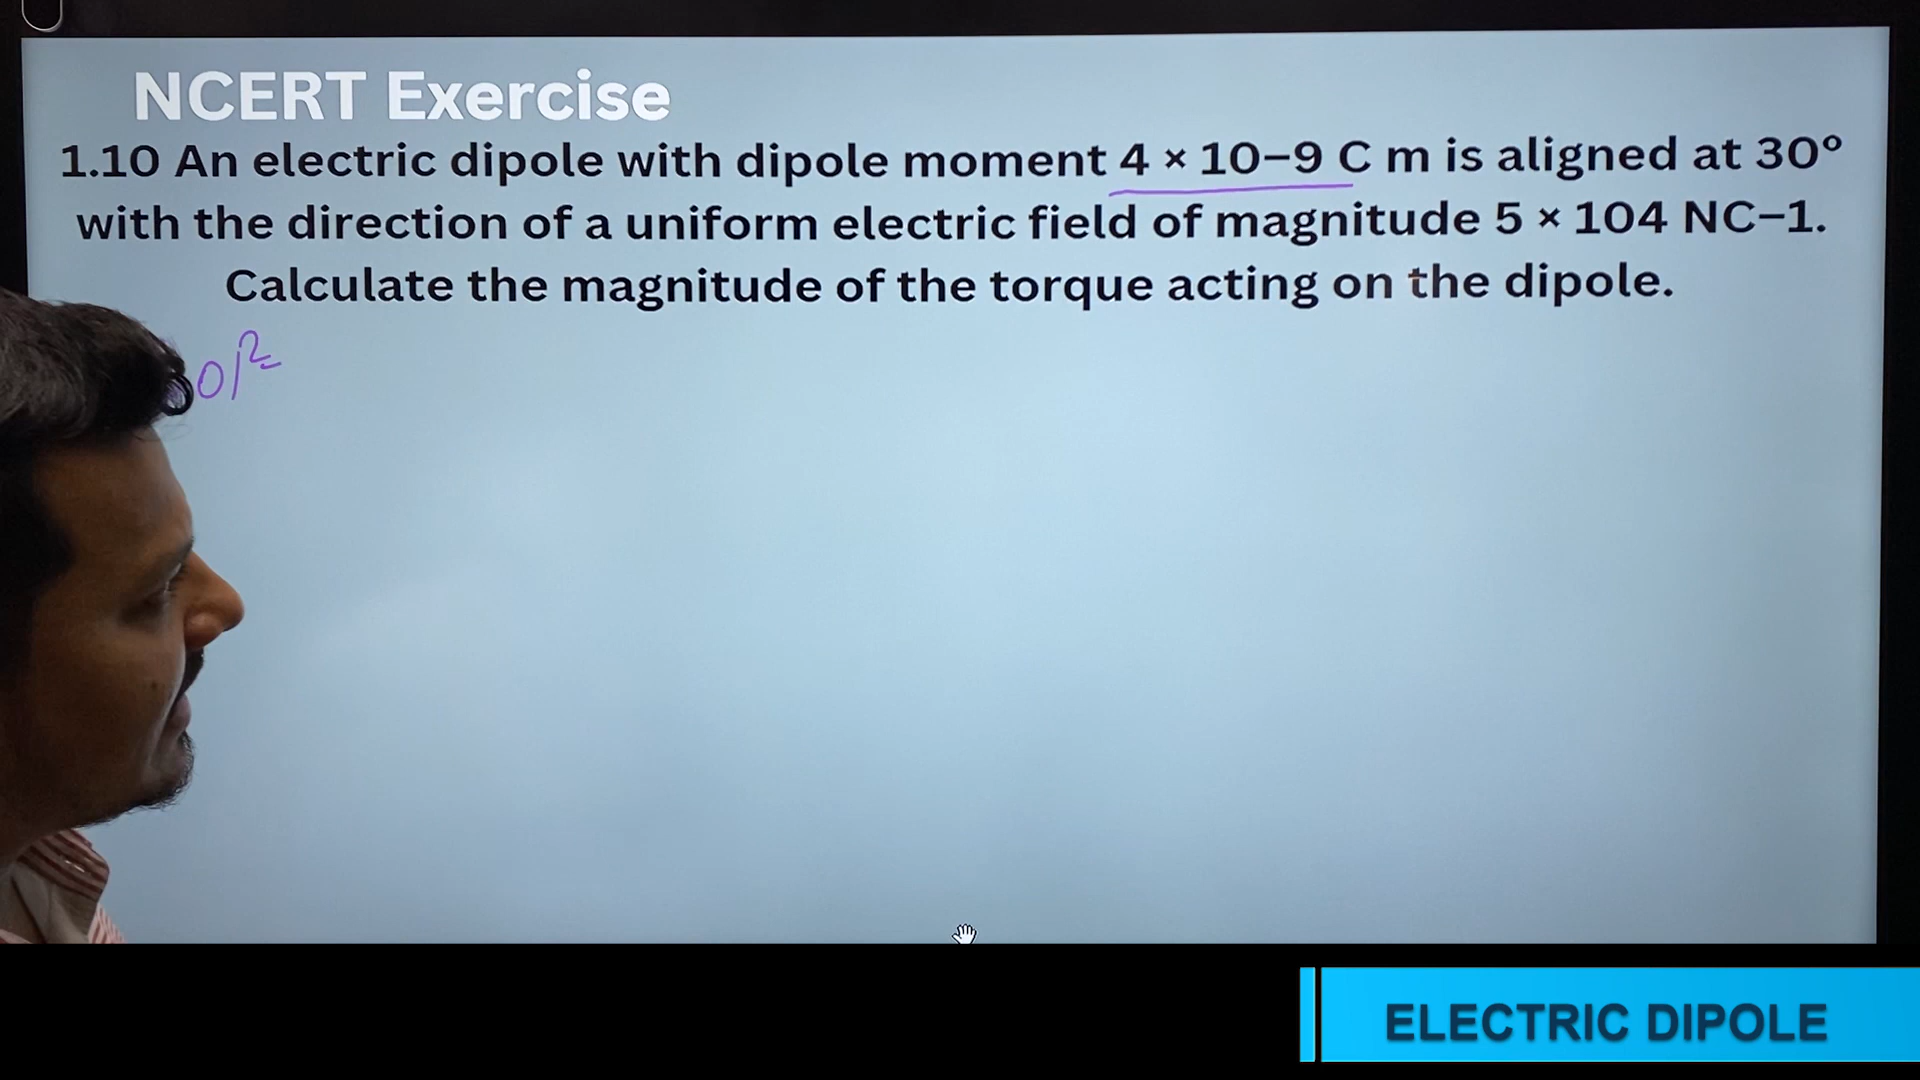 NCERT Exercise
1.10 An electric dipole with dipole moment 4 × 10–9 C m is aligned at 30º
with the direction of a uniform electric field of magnitude 5 × 104 NC–1.
Calculate the magnitude of the torque acting on the dipole.
ELECTRIC DIPOLE